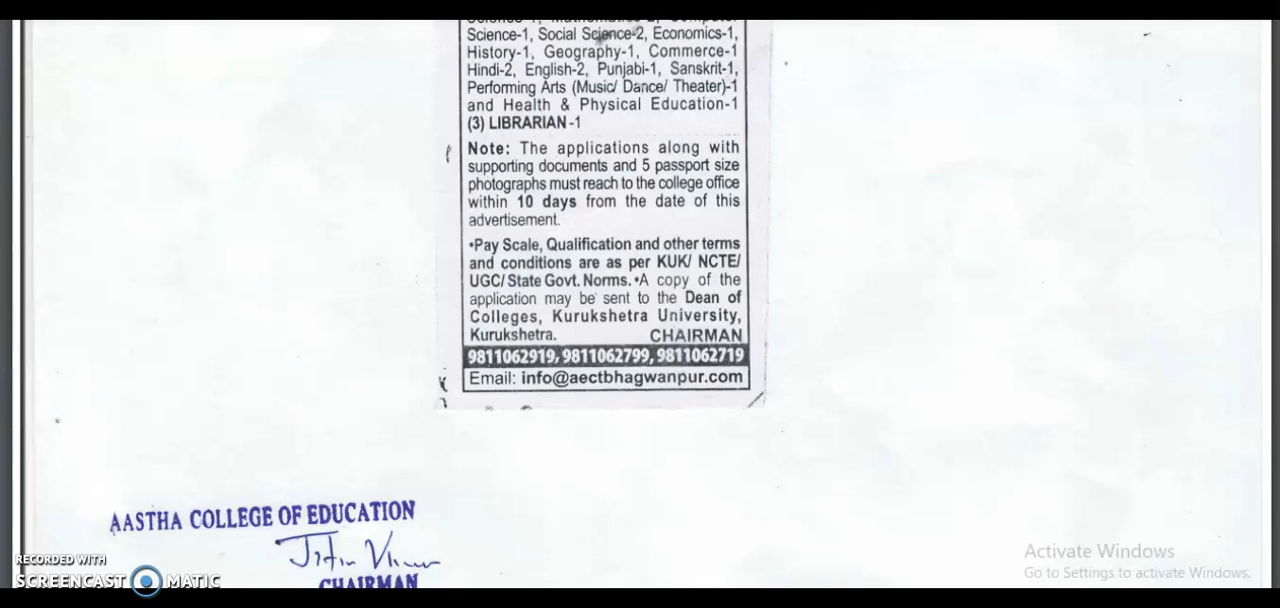 Science-1, Mathematics-2, Computer
Science-1, Social Science-2, Economics-1,
History-1, Geography-1, Commerce-1
Hindi-2, English-2, Punjabi-1, Sanskrit-1,
Performing Arts (Music/ Dance/ Theater)-1
and Health & Physical Education-1
(3) LIBRARIAN-1
Note: The applications along with
supporting documents and 5 passport size
photographs must reach to the college office
within 10 days from the date of this
advertisement.
•Pay Scale, Qualification and other terms
and conditions are as per KUK/ NCTE/
UGC/ State Govt. Norms. •A copy of the
application may be sent to the Dean of
Colleges, Kurukshetra University,
Kurukshetra. CHAIRMAN
9811062919, 9811062799, 9811062719
Email: info@aectbhagwanpur.com
AASTHA COLLEGE OF EDUCATION
CHAIRMAN
RECORDED WITH
SCREENCAST MATIC
Activate Windows
Go to Settings to activate Windows.